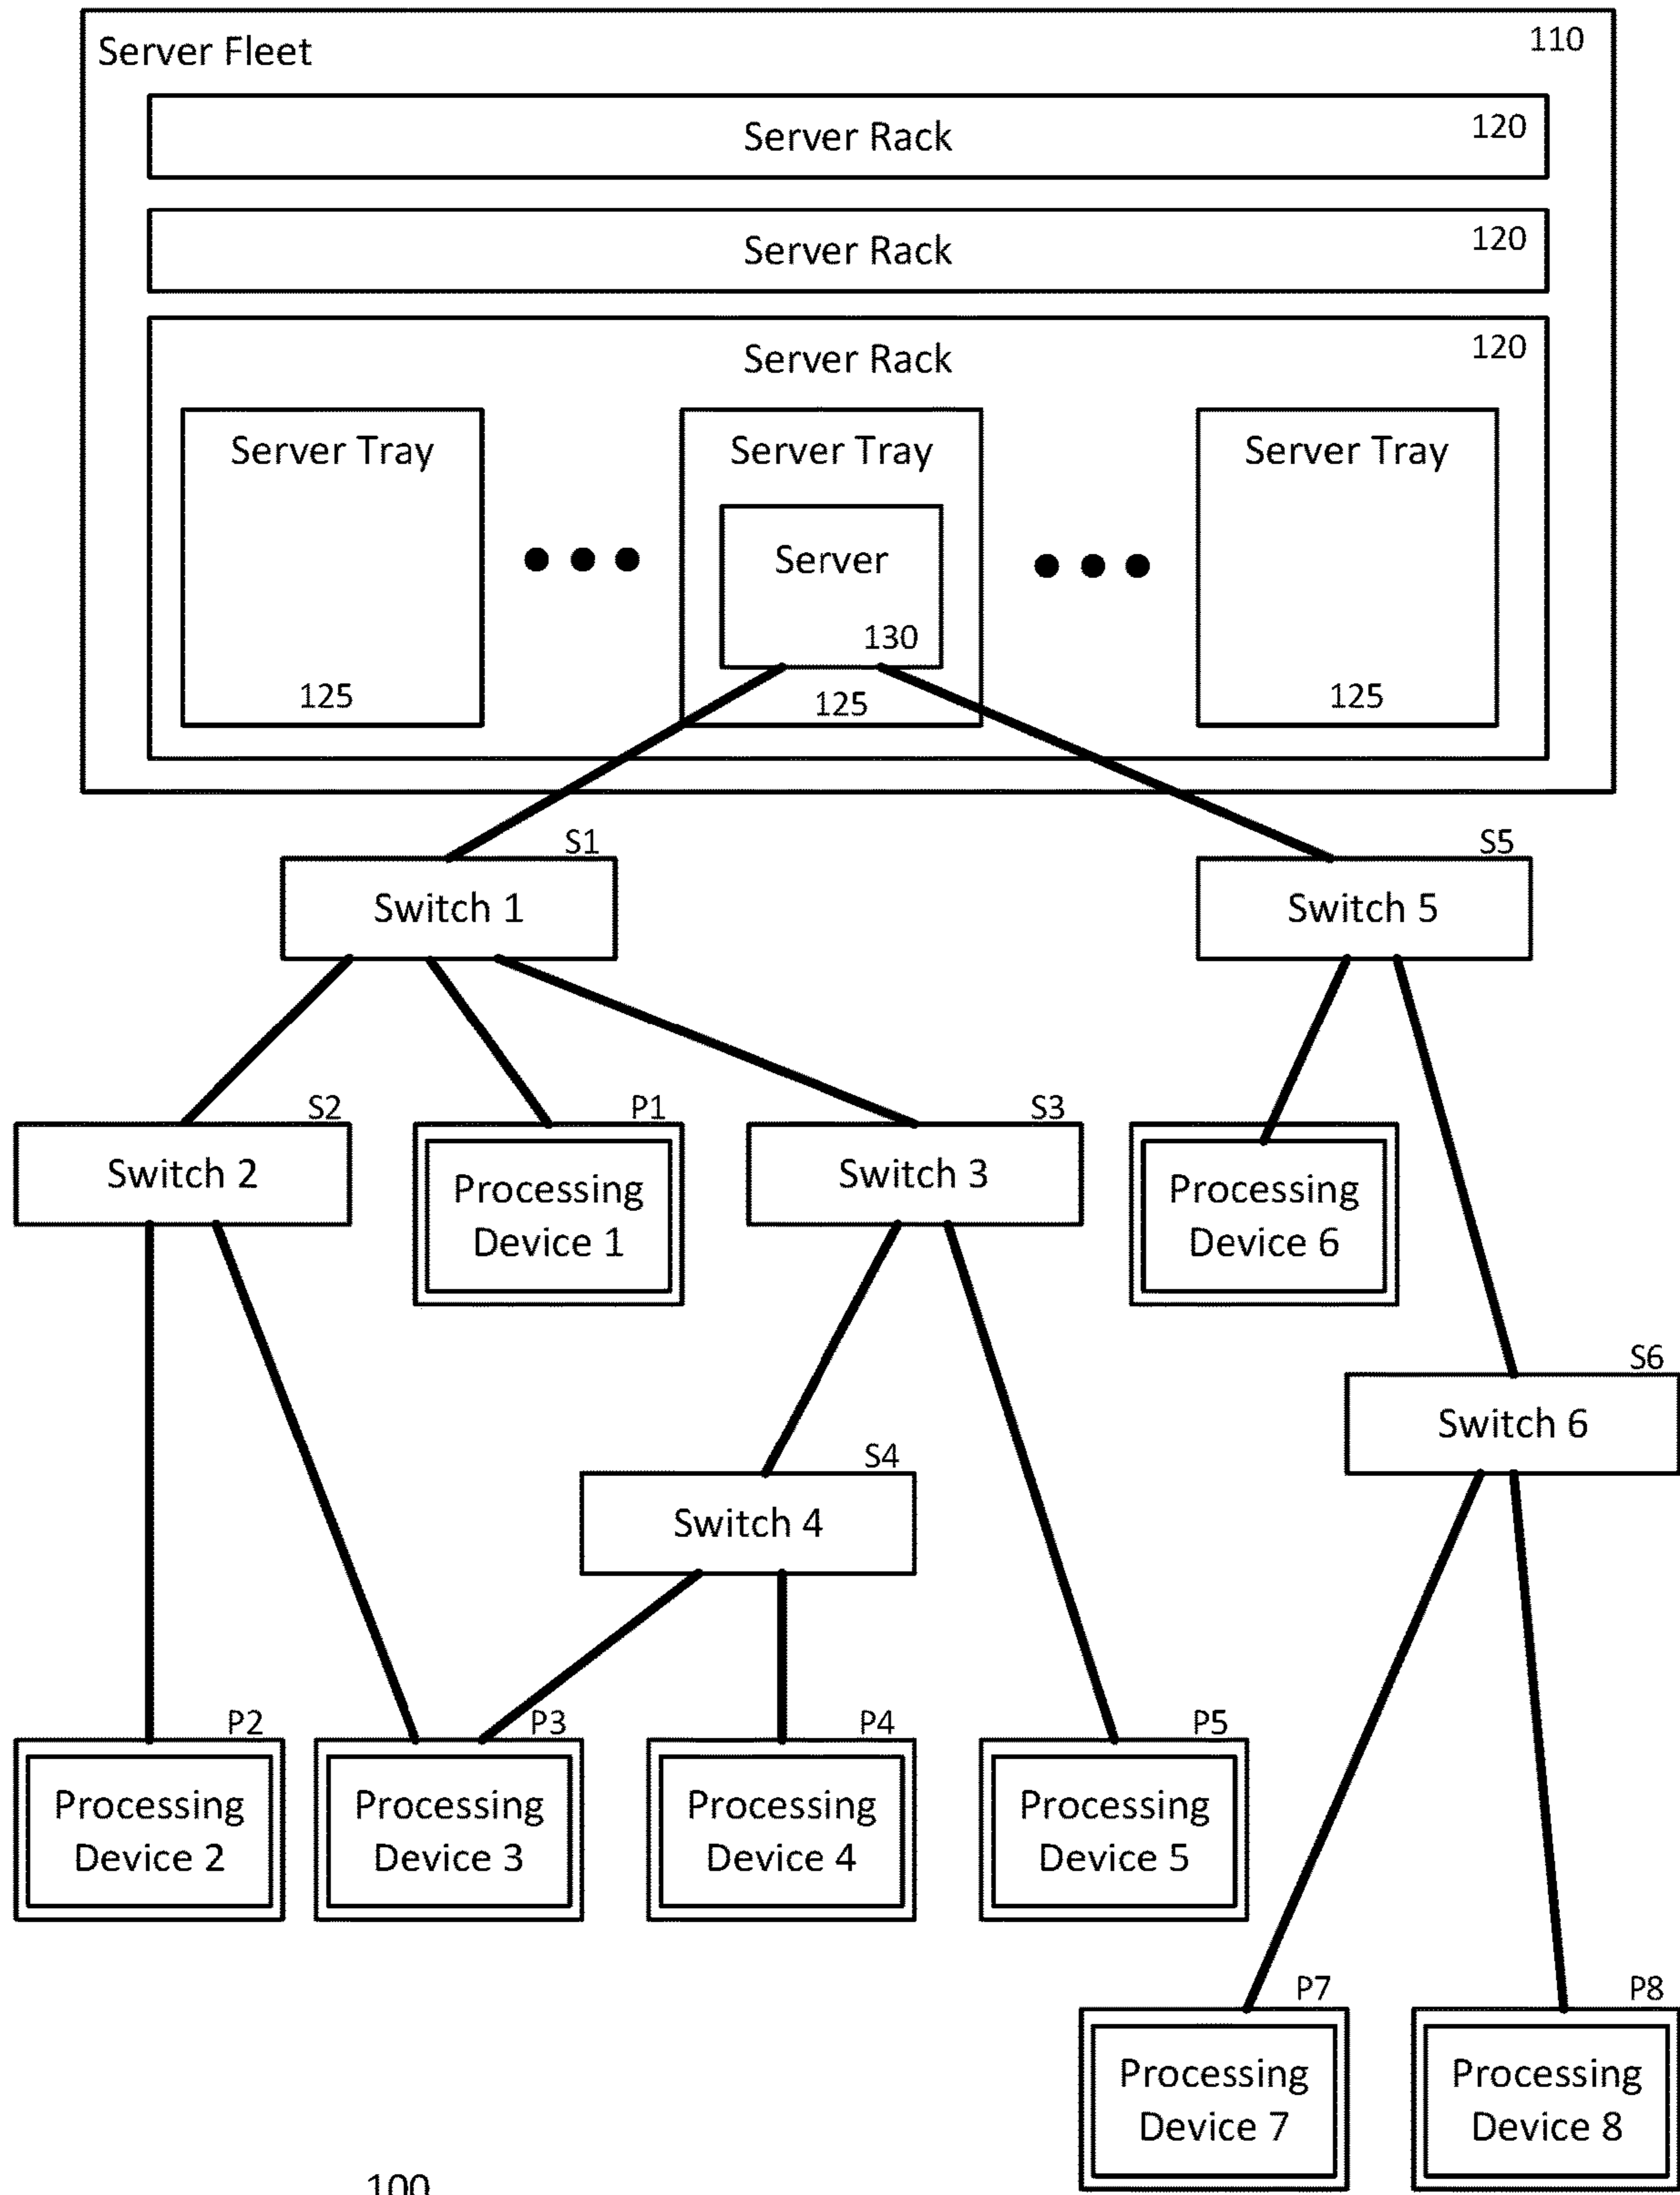 Server Fleet
110
Server Rack
120
Server Rack
120
Server Rack
120
Server Tray
Server Tray
Server Tray
Server
130
125
125
125
S1
S5
Switch 1
Switch 5
S2
P1
S3
Switch 2
Processing
Device 1
Switch 3
Processing
Device 6
S6
Switch 6
S4
Switch 4
P2
P3
P4
P5
Processing
Device 2
Processing
Device 3
Processing
Device 4
Processing
Device 5
P7
P8
Processing
Device 7
Processing
Device 8
100